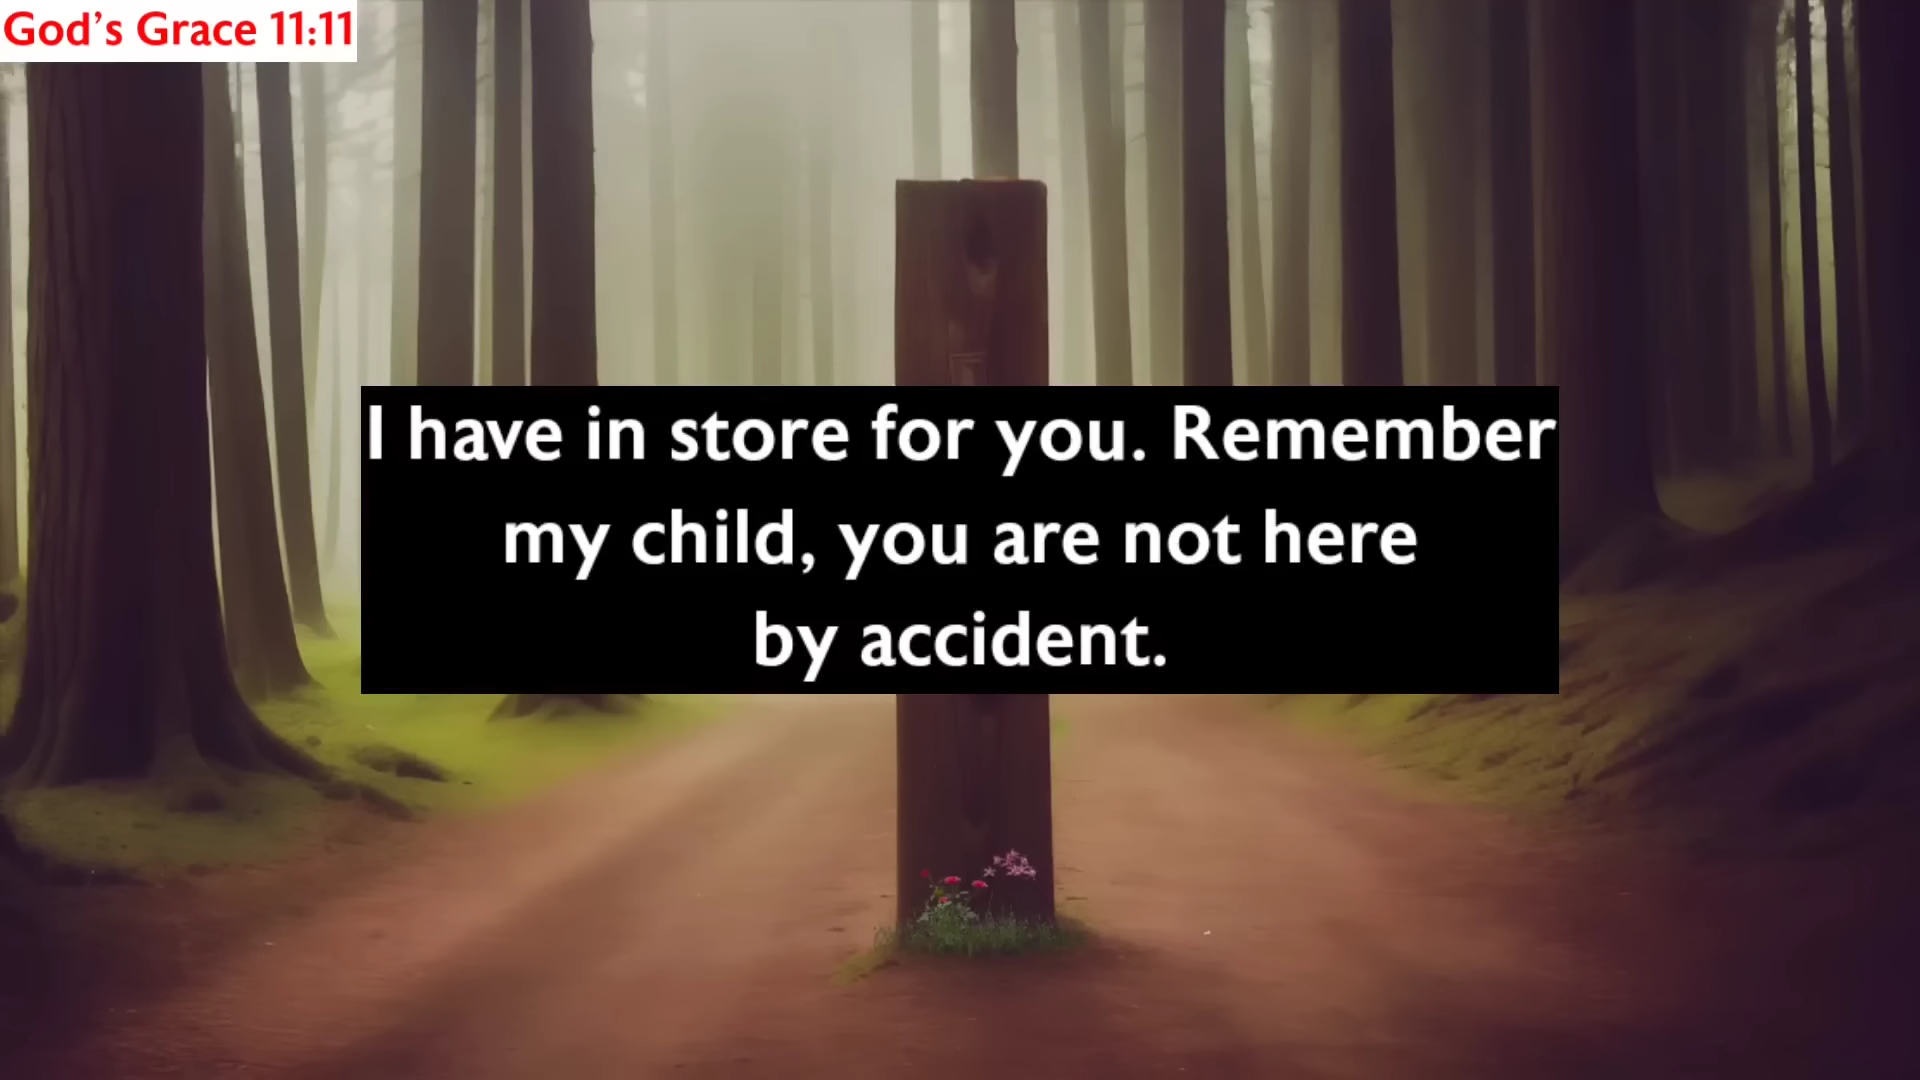 God's Grace 11:11
I have in store for you. Remember
my child, you are not here
by accident.